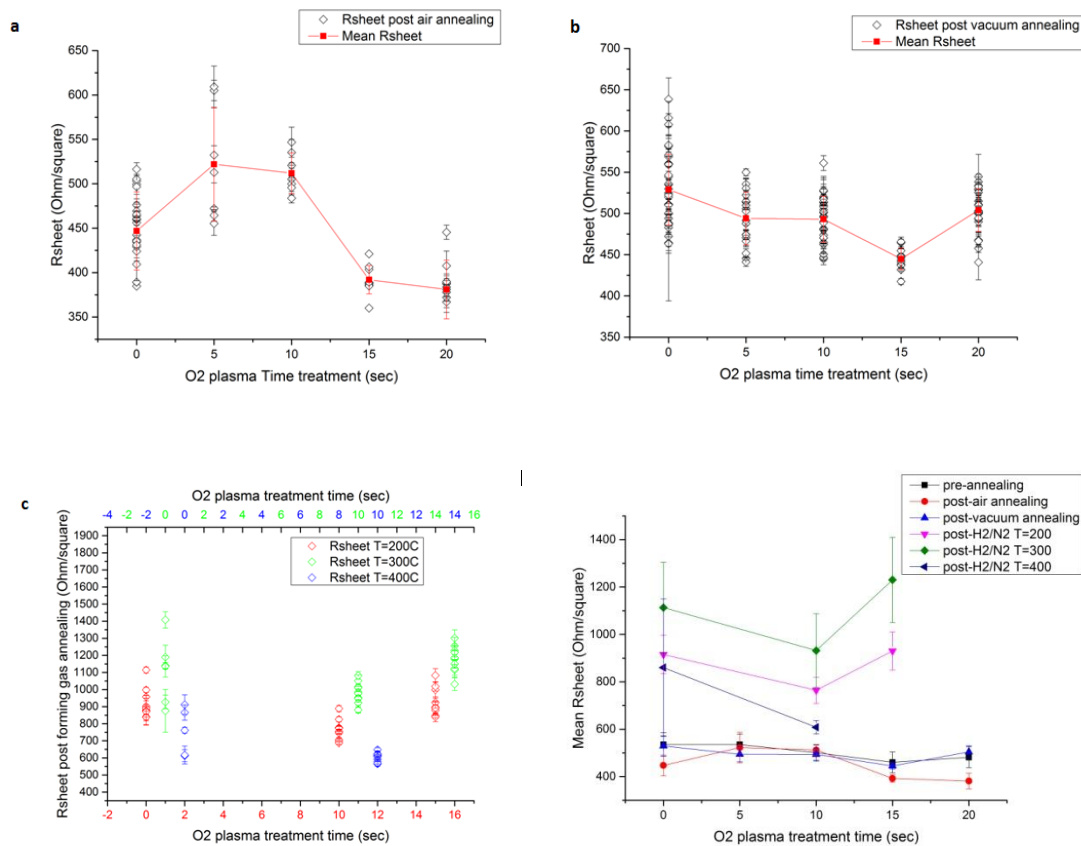 a
Rsheet post air annealing
Mean Rsheet
650
600
550
500
450
400
350
Rsheet (Ohm/square)
0 5 10 15 20
O2 plasma Time treatment (sec)
b
Rsheet post vacuum annealing
Mean Rsheet
700
650
600
550
500
450
400
350
Rsheet (Ohm/square)
0 5 10 15 20
O2 plasma time treatment (sec)
c
O2 plasma treatment time (sec)
-4 -2 -2 0 0 2 2 4 4 6 6 8 8 10 10 12 12 14 14 16
Rsheet T=200C
Rsheet T=300C
Rsheet T=400C
1900
1800
1700
1600
1500
1400
1300
1200
1100
1000
900
800
700
600
500
400
Rsheet post forming gas annealing (Ohm/square)
-2 0 2 4 6 8 10 12 14 16
O2 plasma treatment time (sec)
pre-annealing
post-air annealing
post-vacuum annealing
post-H2/N2 T=200
post-H2/N2 T=300
post-H2/N2 T=400
1400
1200
1000
800
600
400
Mean Rsheet (Ohm/square)
0 5 10 15 20
O2 plasma treatment time (sec)